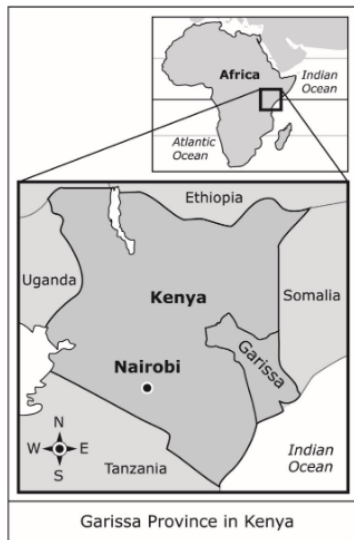 Africa
Indian
Ocean
Atlantic
Ocean
Ethiopia
Uganda
Kenya
Somalia
Garissa
Nairobi
N
W E
S
Tanzania
Indian
Ocean
Garissa Province in Kenya